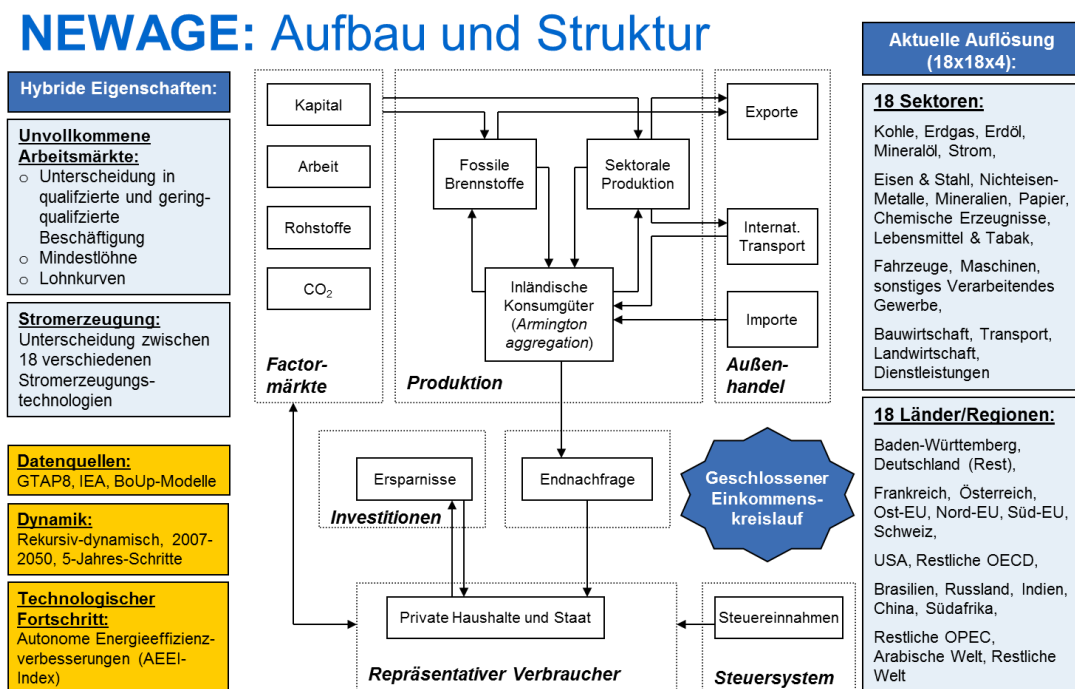 NEWAGE: Aufbau und Struktur
Hybride Eigenschaften:
Unvollkommene
Arbeitsmärkte:
o Unterscheidung in
qualifzierte und gering-
qualifzierte
Beschäftigung
o Mindestlöhne
o Lohnkurven
Stromerzeugung:
Unterscheidung zwischen
18 verschiedenen
Stromerzeugungs-
technologien
Datenquellen:
GTAP8, IEA, BoUp-Modelle
Dynamik:
Rekursiv-dynamisch, 2007-
2050, 5-Jahres-Schritte
Technologischer
Fortschritt:
Autonome Energieeffizienz-
verbesserungen (AEEI-
Index)
Kapital
Arbeit
Rohstoffe
CO₂
Factor-
märkte
Fossile
Brennstoffe
Sektorale
Produktion
Inländische
Konsumgüter
(Armington
aggregation)
Produktion
Exporte
Internat.
Transport
Importe
Außen-
handel
Ersparnisse
Investitionen
Endnachfrage
Geschlossener
Einkommens-
kreislauf
Private Haushalte und Staat
Repräsentativer Verbraucher
Steuereinnahmen
Steuersystem
Aktuelle Auflösung
(18x18x4):
18 Sektoren:
Kohle, Erdgas, Erdöl,
Mineralöl, Strom,
Eisen & Stahl, Nichteisen-
Metalle, Mineralien, Papier,
Chemische Erzeugnisse,
Lebensmittel & Tabak,
Fahrzeuge, Maschinen,
sonstiges Verarbeitendes
Gewerbe,
Bauwirtschaft, Transport,
Landwirtschaft,
Dienstleistungen
18 Länder/Regionen:
Baden-Württemberg,
Deutschland (Rest),
Frankreich, Österreich,
Ost-EU, Nord-EU, Süd-EU,
Schweiz,
USA, Restliche OECD,
Brasilien, Russland, Indien,
China, Südafrika,
Restliche OPEC,
Arabische Welt, Restliche
Welt